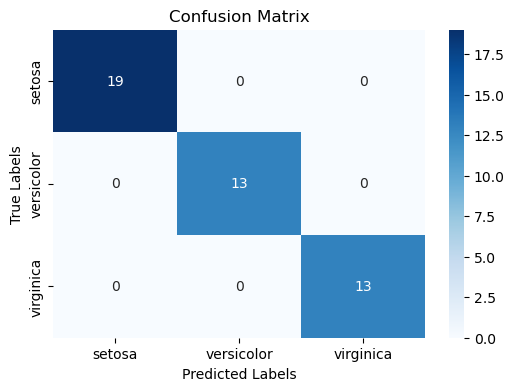 Confusion Matrix
True Labels
setosa
versicolor
virginica
19 0 0
0 13 0
0 0 13
setosa versicolor virginica
Predicted Labels
17.5
15.0
12.5
10.0
7.5
5.0
2.5
0.0